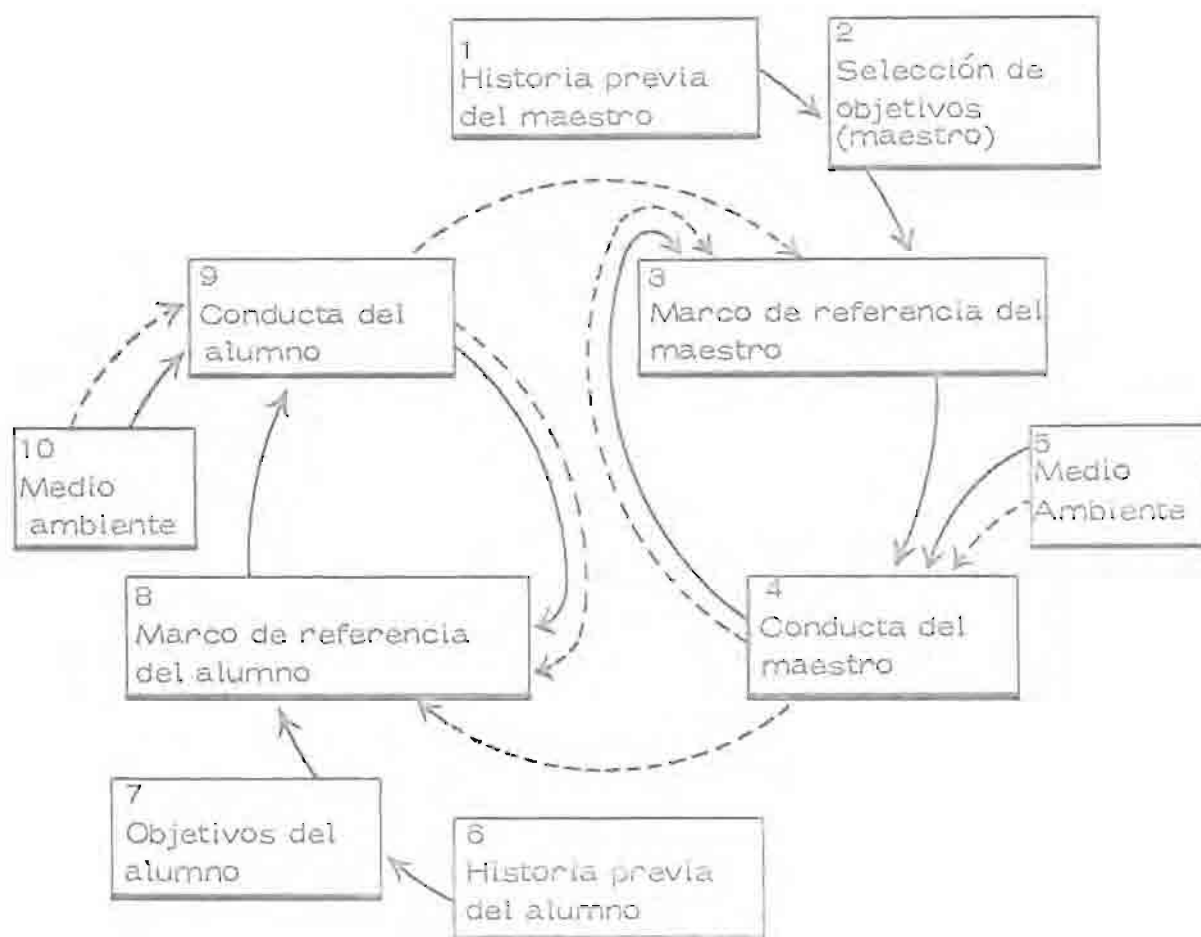 1
Historia previa
del maestro
2
Selección de
objetivos
(maestro)
3
Marco de referencia del
maestro
4
Conducta del
maestro
5
Medio
Ambiente
6
Historia previa
del alumno
7
Objetivos del
alumno
8
Marco de referencia
del alumno
9
Conducta del
alumno
10
Medio
ambiente